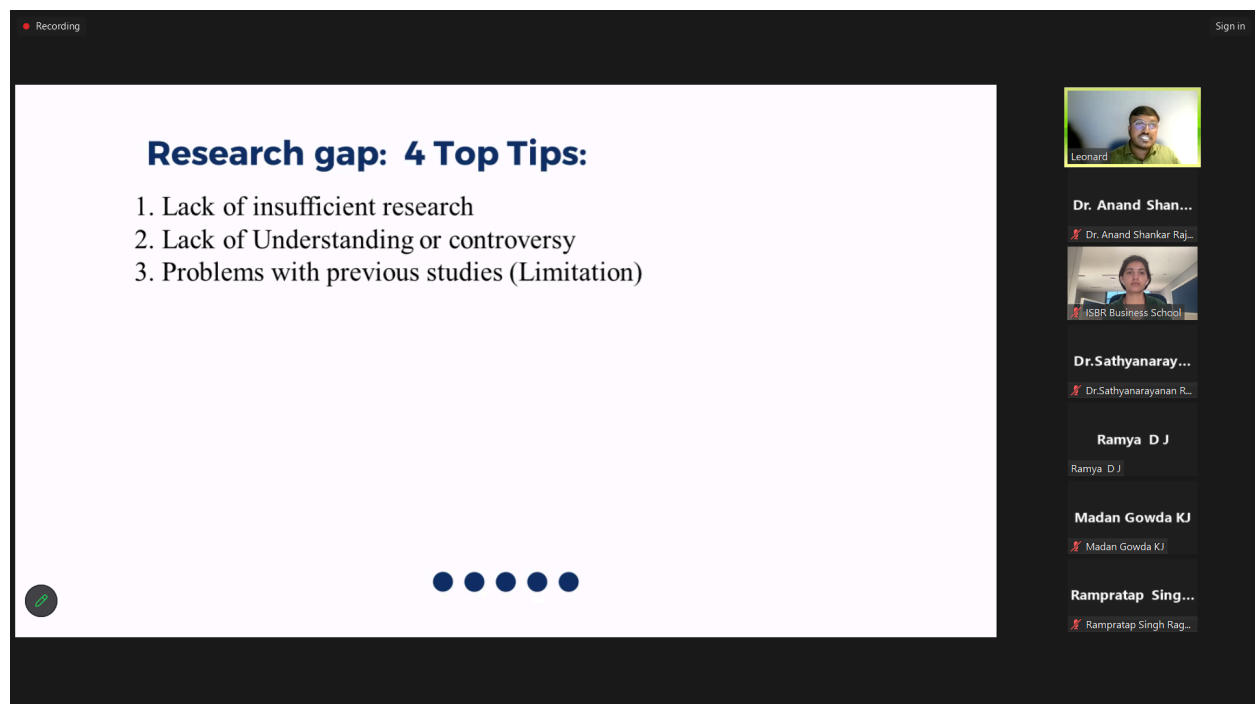 Recording
Sign in
Research gap: 4 Top Tips:
1. Lack of insufficient research
2. Lack of Understanding or controversy
3. Problems with previous studies (Limitation)
Leonard
Dr. Anand Shan...
Dr. Anand Shankar Raj...
ISBR Business School
Dr.Sathyanaray...
Dr.Sathyanarayanan R...
Ramya D J
Ramya D J
Madan Gowda KJ
Madan Gowda KJ
Rampratap Sing...
Rampratap Singh Rag...